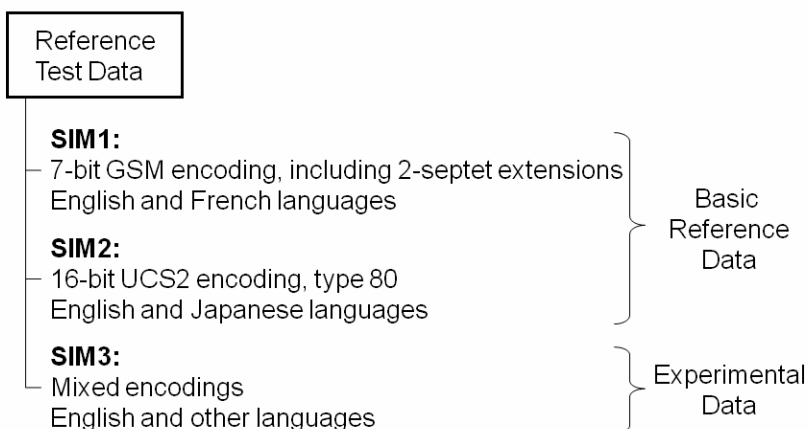 Reference
Test Data
SIM1:
7-bit GSM encoding, including 2-septet extensions
English and French languages
SIM2:
16-bit UCS2 encoding, type 80
English and Japanese languages
SIM3:
Mixed encodings
English and other languages
Basic
Reference
Data
Experimental
Data